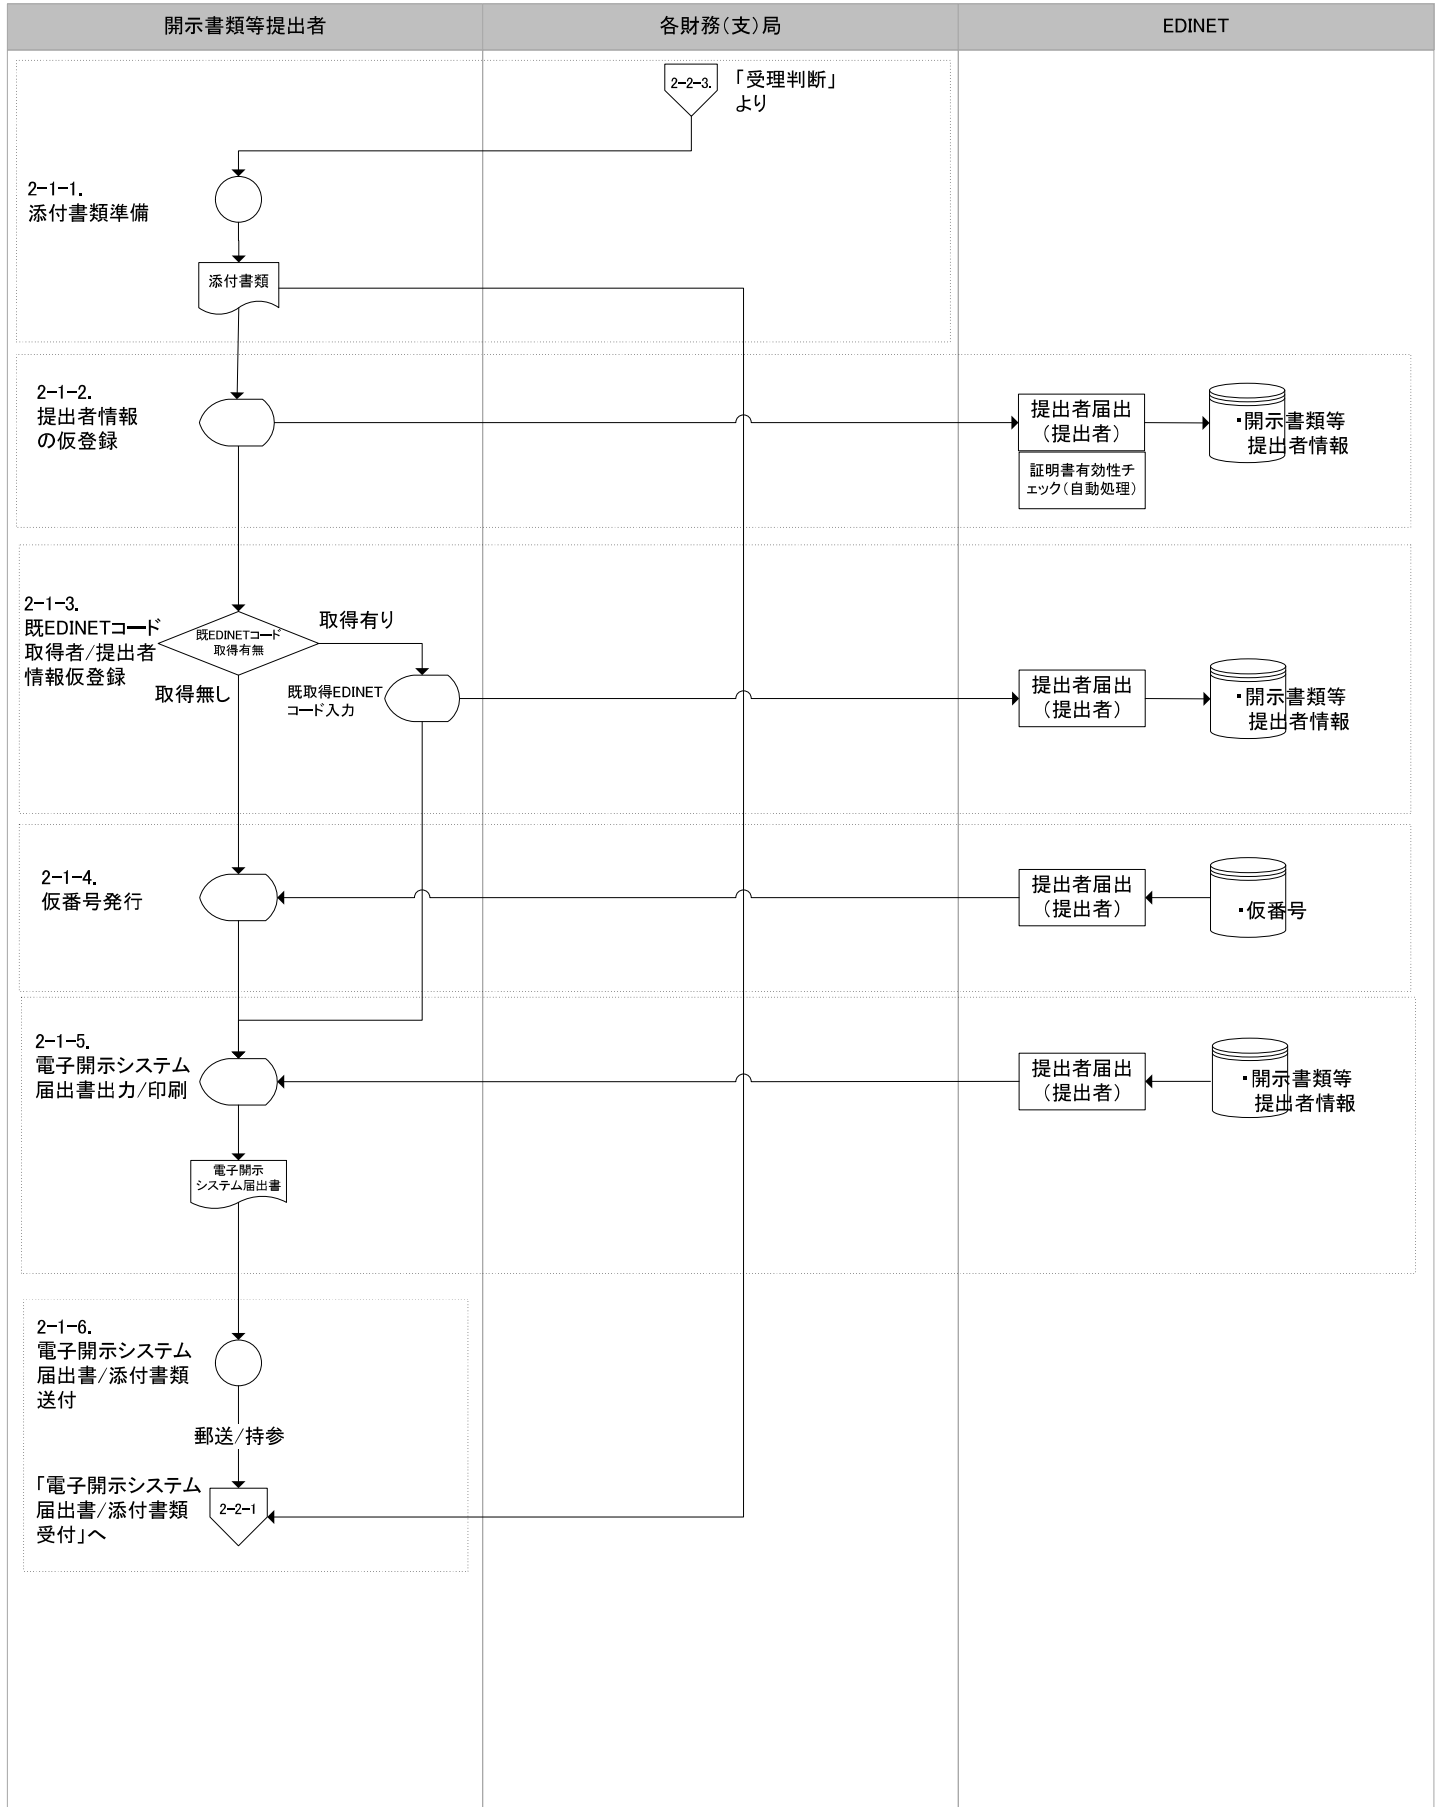 開示書類等提出者
各財務（支）局
EDINET
2-2-3.
「受理判断」
より
2-1-1.
添付書類準備
添付書類
2-1-2.
提出者情報
の仮登録
提出者届出
（提出者）
証明書有効性チ
ェック（自動処理）
・開示書類等
提出者情報
2-1-3.
既EDINETコード
取得者/提出者
情報仮登録
既EDINETコード
取得有無
取得有り
取得無し
既取得EDINET
コード入力
提出者届出
（提出者）
・開示書類等
提出者情報
2-1-4.
仮番号発行
提出者届出
（提出者）
・仮番号
2-1-5.
電子開示システム
届出書出力/印刷
提出者届出
（提出者）
・開示書類等
提出者情報
電子開示
システム届出書
2-1-6.
電子開示システム
届出書/添付書類
送付
郵送/持参
「電子開示システム
届出書/添付書類
受付」へ
2-2-1